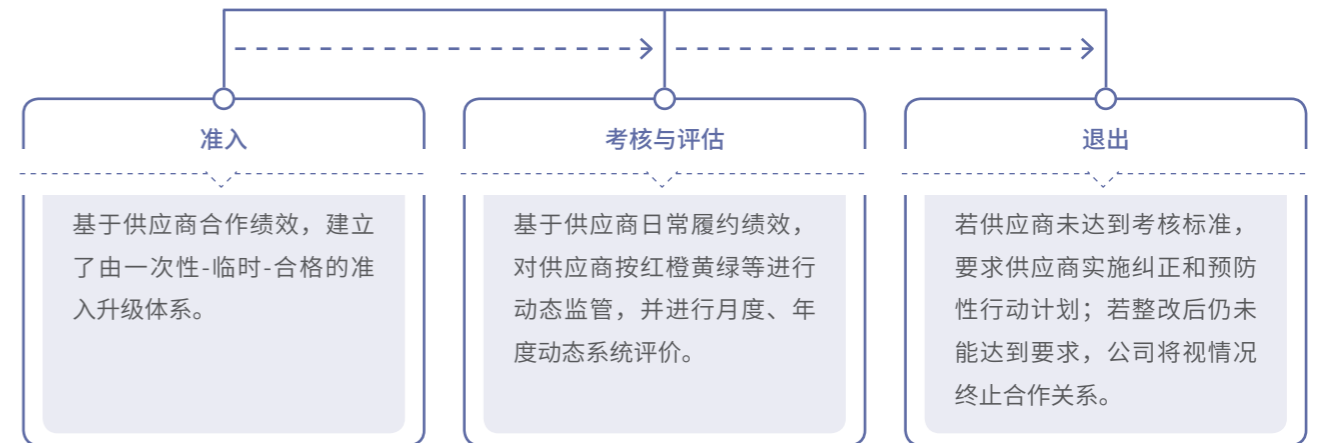 准入
基于供应商合作绩效，建立
了由一次性-临时-合格的准
入升级体系。
考核与评估
基于供应商日常履约绩效，
对供应商按红橙黄绿等进行
动态监管，并进行月度、年
度动态系统评价。
退出
若供应商未达到考核标准，
要求供应商实施纠正和预防
性行动计划；若整改后仍未
能达到要求，公司将视情况
终止合作关系。